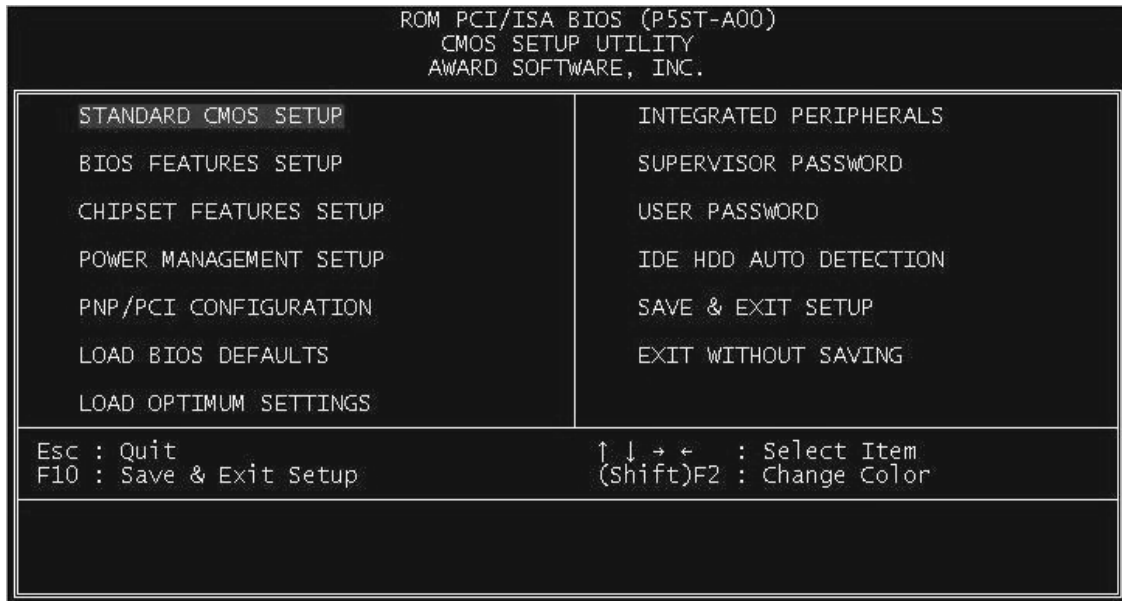 ROM PCI/ISA BIOS (P5ST-A00)
CMOS SETUP UTILITY
AWARD SOFTWARE, INC.
STANDARD CMOS SETUP
BIOS FEATURES SETUP
CHIPSET FEATURES SETUP
POWER MANAGEMENT SETUP
PNP/PCI CONFIGURATION
LOAD BIOS DEFAULTS
LOAD OPTIMUM SETTINGS
INTEGRATED PERIPHERALS
SUPERVISOR PASSWORD
USER PASSWORD
IDE HDD AUTO DETECTION
SAVE & EXIT SETUP
EXIT WITHOUT SAVING
Esc : Quit
F10 : Save & Exit Setup
↑ ↓ → ← : Select Item
(Shift)F2 : Change Color